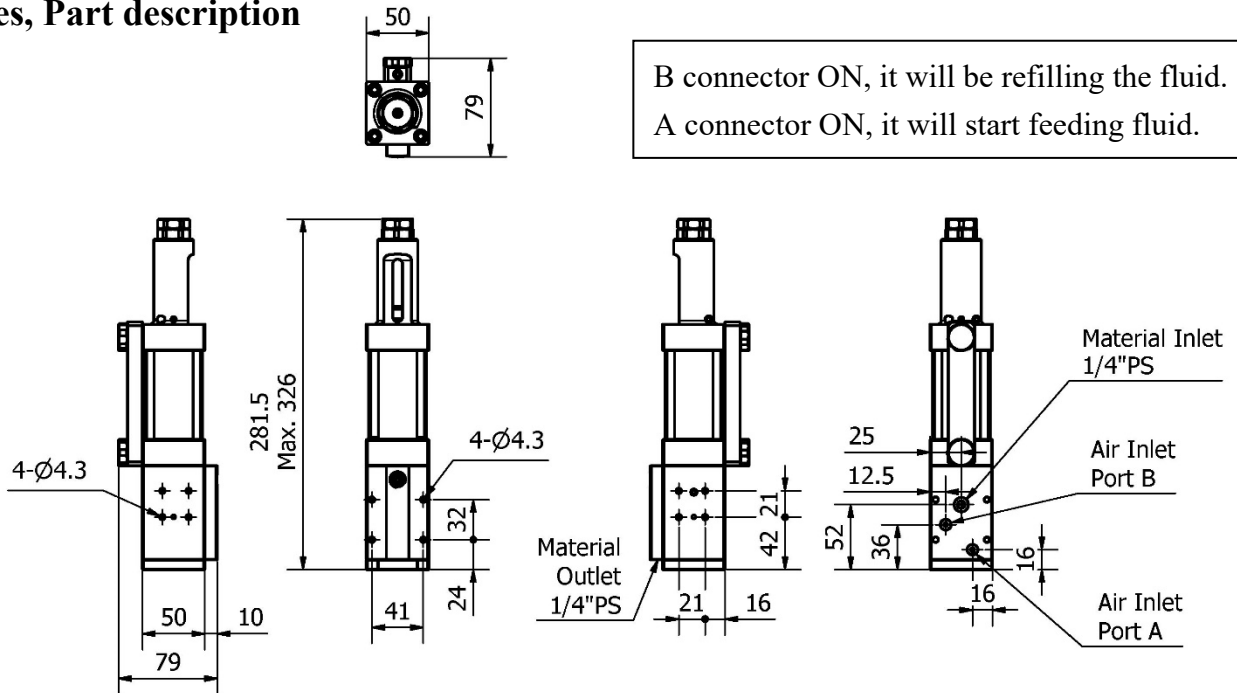 es, Part description
50
79
B connector ON, it will be refilling the fluid.
A connector ON, it will start feeding fluid.
4-Ø4.3
50
10
79
281.5
Max. 326
4-Ø4.3
32
24
41
Material
Outlet
1/4"PS
21
42
21
16
Material Inlet
1/4"PS
25
Air Inlet
Port B
12.5
52
36
16
16
Air Inlet
Port A